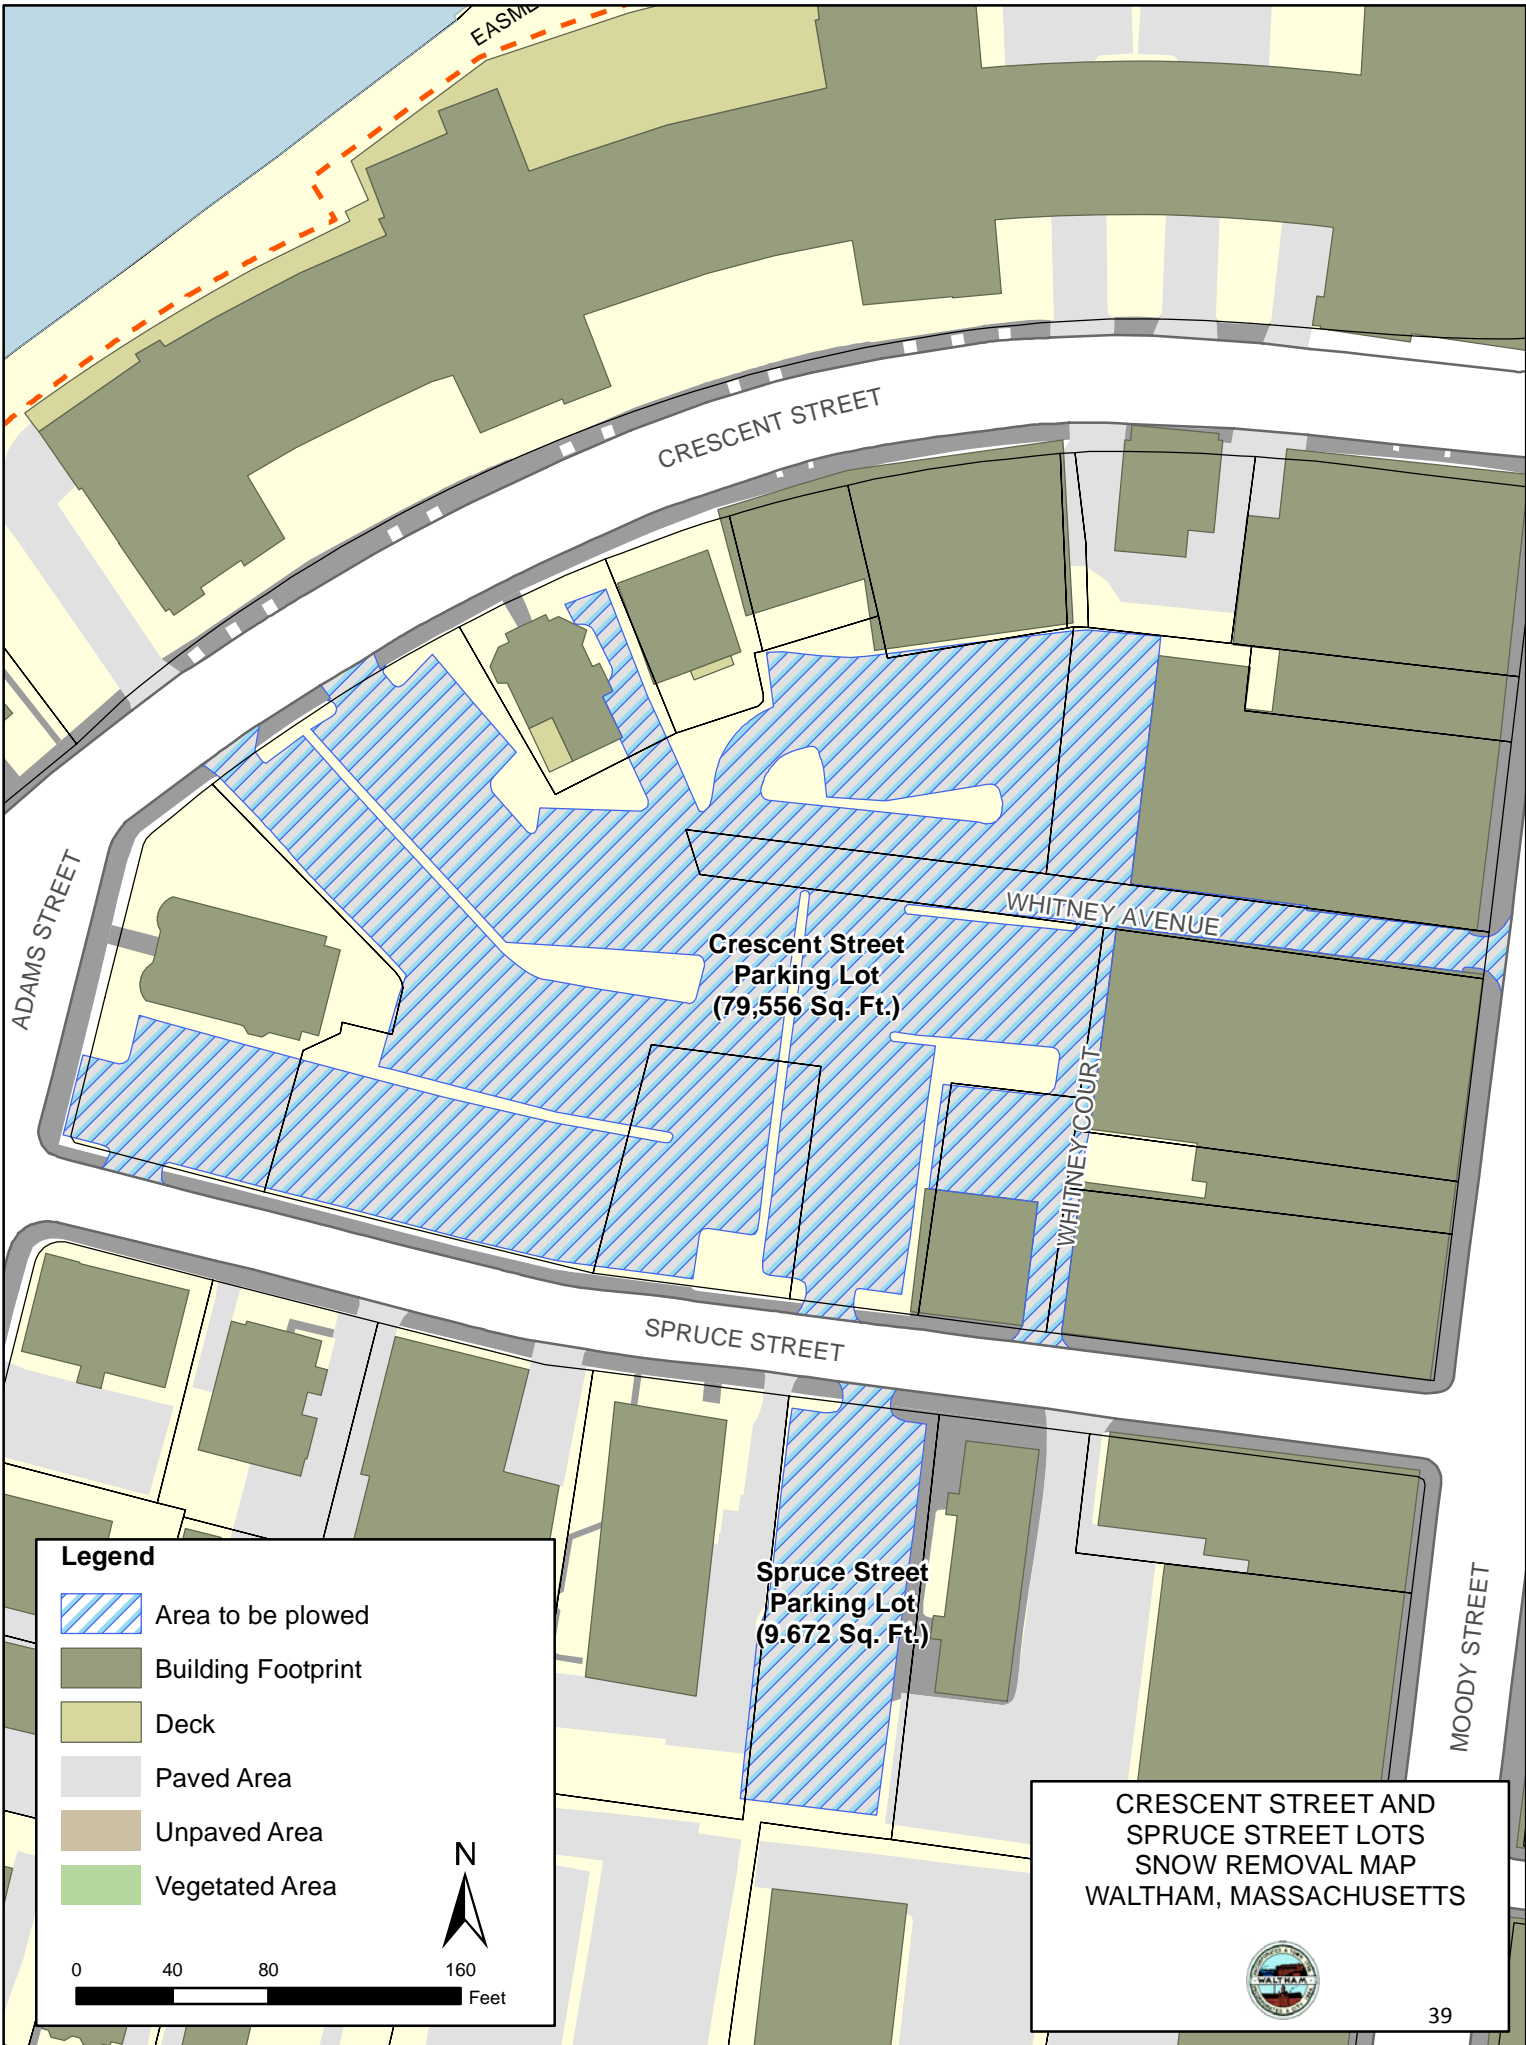 EASME
CRESCENT STREET
ADAMS STREET
WHITNEY AVENUE
Crescent Street
Parking Lot
(79,556 Sq. Ft.)
WHITNEY COURT
SPRUCE STREET
Spruce Street
Parking Lot
(9.672 Sq. Ft.)
MOODY STREET
Legend
Area to be plowed
Building Footprint
Deck
Paved Area
Unpaved Area
Vegetated Area
N
0 40 80 160
Feet
CRESCENT STREET AND
SPRUCE STREET LOTS
SNOW REMOVAL MAP
WALTHAM, MASSACHUSETTS
WALTHAM
39